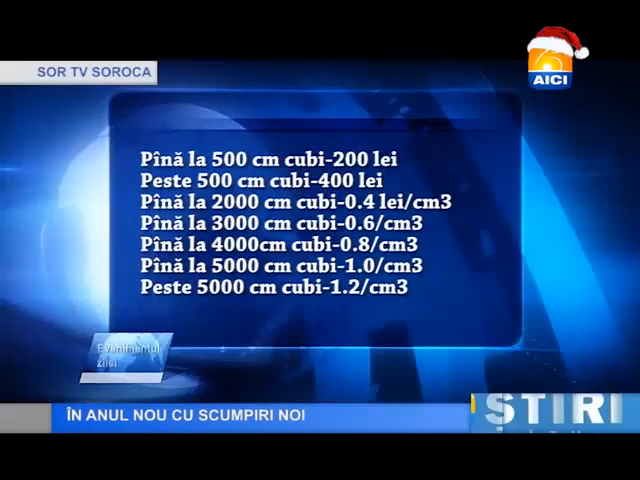 SOR TV SOROCA
AICI
Pînă la 500 cm cubi-200 lei
Peste 500 cm cubi-400 lei
Pînă la 2000 cm cubi-0.4 lei/cm3
Pînă la 3000 cm cubi-0.6/cm3
Pînă la 4000cm cubi-0.8/cm3
Pînă la 5000 cm cubi-1.0/cm3
Peste 5000 cm cubi-1.2/cm3
Evenimentul
zilei
ÎN ANUL NOU CU SCUMPIRI NOI
ȘTIRI